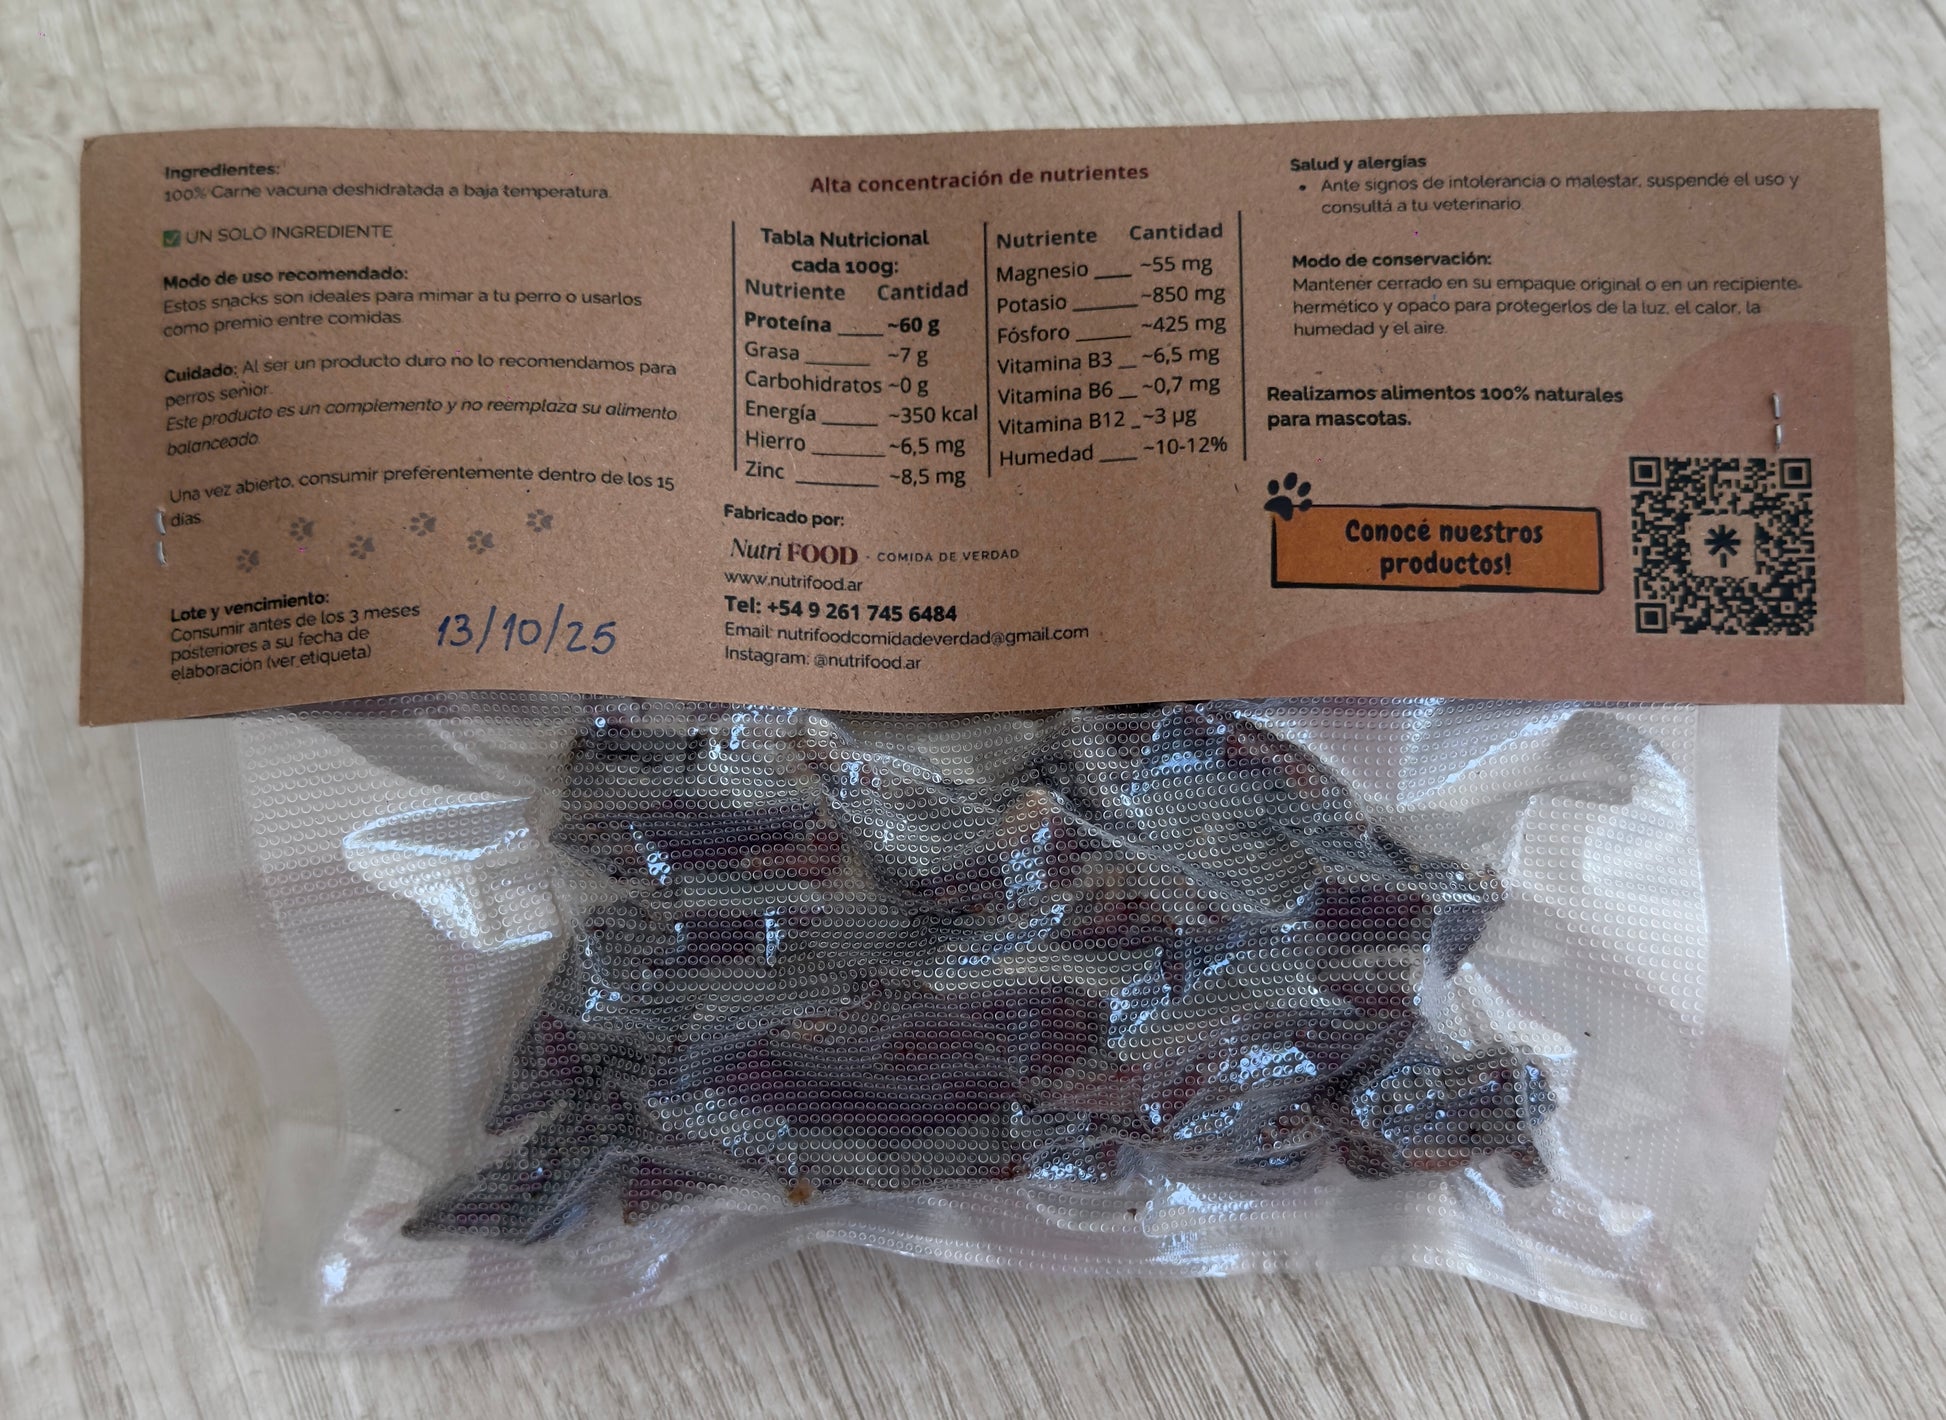 Ingredientes:
100% Carne vacuna deshidratada a baja temperatura.
✅ UN SOLO INGREDIENTE
Modo de uso recomendado:
Estos snacks son ideales para mimar a tu perro o usarlos
como premio entre comidas.
Cuidado: Al ser un producto duro no lo recomendamos para
perros senior.
Este producto es un complemento y no reemplaza su alimento
balanceado.
Una vez abierto, consumir preferentemente dentro de los 15
días.
Lote y vencimiento:
Consumir antes de los 3 meses
posteriores a su fecha de
elaboración (ver etiqueta)
13/10/25
Alta concentración de nutrientes
Tabla Nutricional
cada 100g:
Nutriente Cantidad
Proteína ____ ~60 g
Grasa ______ ~7 g
Carbohidratos ~0 g
Energía _____ ~350 kcal
Hierro _______ ~6,5 mg
Zinc ________ ~8,5 mg
Nutriente Cantidad
Magnesio ___ ~55 mg
Potasio ______ ~850 mg
Fósforo _____ ~425 mg
Vitamina B3 _ ~6,5 mg
Vitamina B6 _ ~0,7 mg
Vitamina B12 _ ~3 µg
Humedad ___ ~10-12%
Fabricado por:
Nutri FOOD · COMIDA DE VERDAD
www.nutrifood.ar
Tel: +54 9 261 745 6484
Email: nutrifoodcomidadeverdad@gmail.com
Instagram: @nutrifood.ar
Salud y alergias
• Ante signos de intolerancia o malestar, suspendé el uso y
consultá a tu veterinario.
Modo de conservación:
Mantener cerrado en su empaque original o en un recipiente
hermético y opaco para protegerlos de la luz, el calor, la
humedad y el aire.
Realizamos alimentos 100% naturales
para mascotas.
Conocé nuestros
productos!